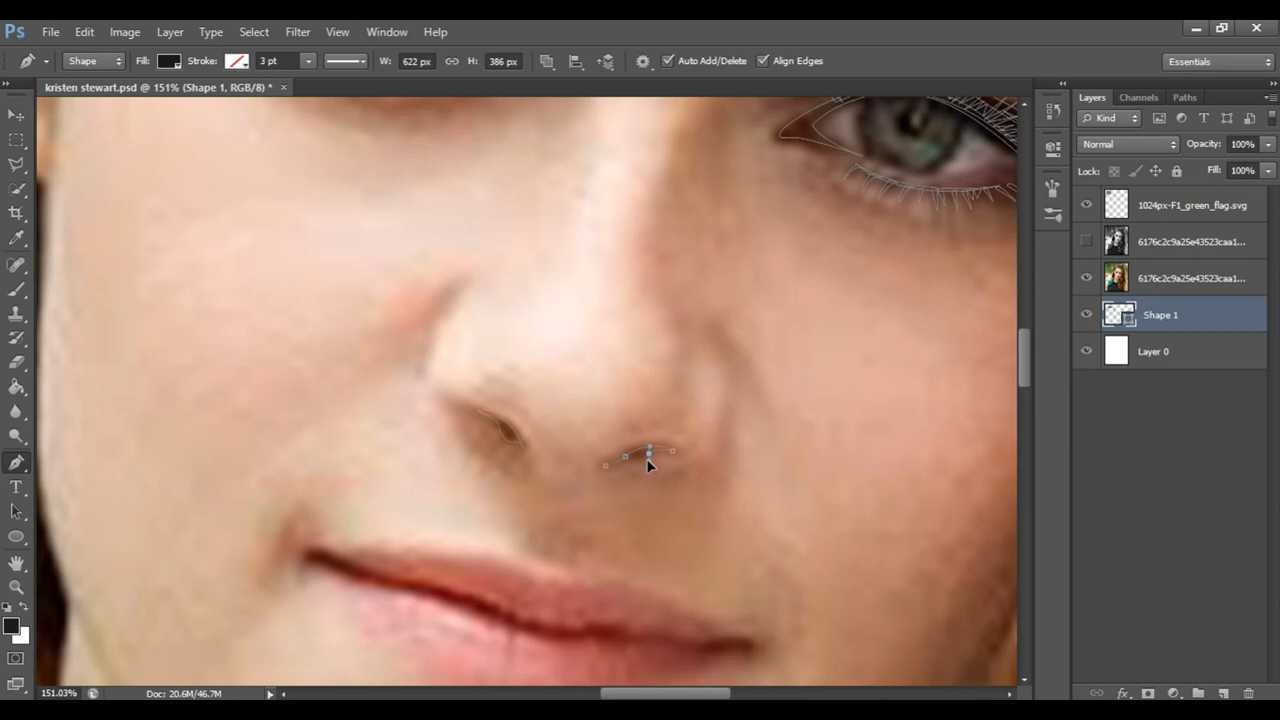 Ps File Edit Image Layer Type Select Filter View Window Help
Shape Fill: Stroke: 3 pt W: 622 px H: 386 px Auto Add/Delete Align Edges Essentials
kristen stewart.psd @ 151% (Shape 1, RGB/8) * ×
Layers Channels Paths
Kind
Normal Opacity: 100%
Lock: Fill: 100%
1024px-F1_green_flag.svg
6176c2c9a25e43523caa1...
6176c2c9a25e43523caa1...
Shape 1
Layer 0
151.03% Doc: 20.6M/46.7M